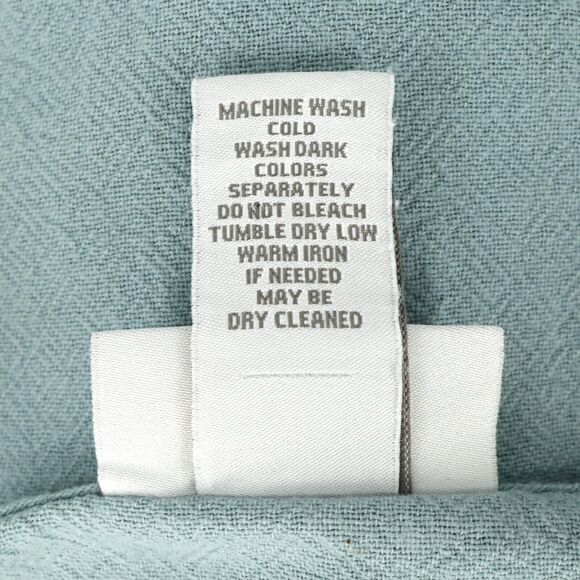 MACHINE WASH
COLD
WASH DARK
COLORS
SEPARATELY
DO NOT BLEACH
TUMBLE DRY LOW
WARM IRON
IF NEEDED
MAY BE
DRY CLEANED